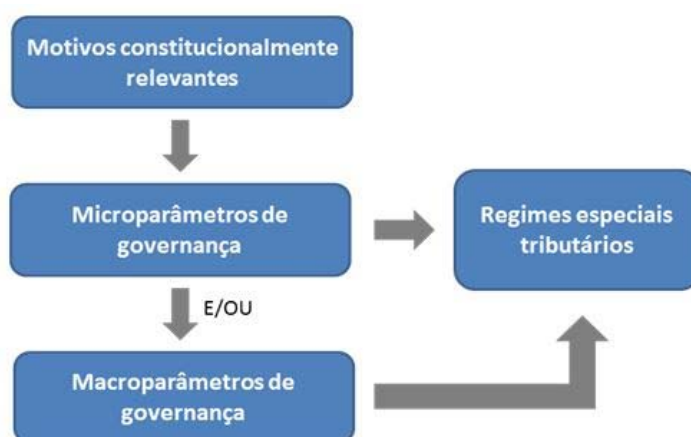 Motivos constitucionalmente
relevantes
Microparâmetros de
governança
Regimes especiais
tributários
E/OU
Macroparâmetros de
governança